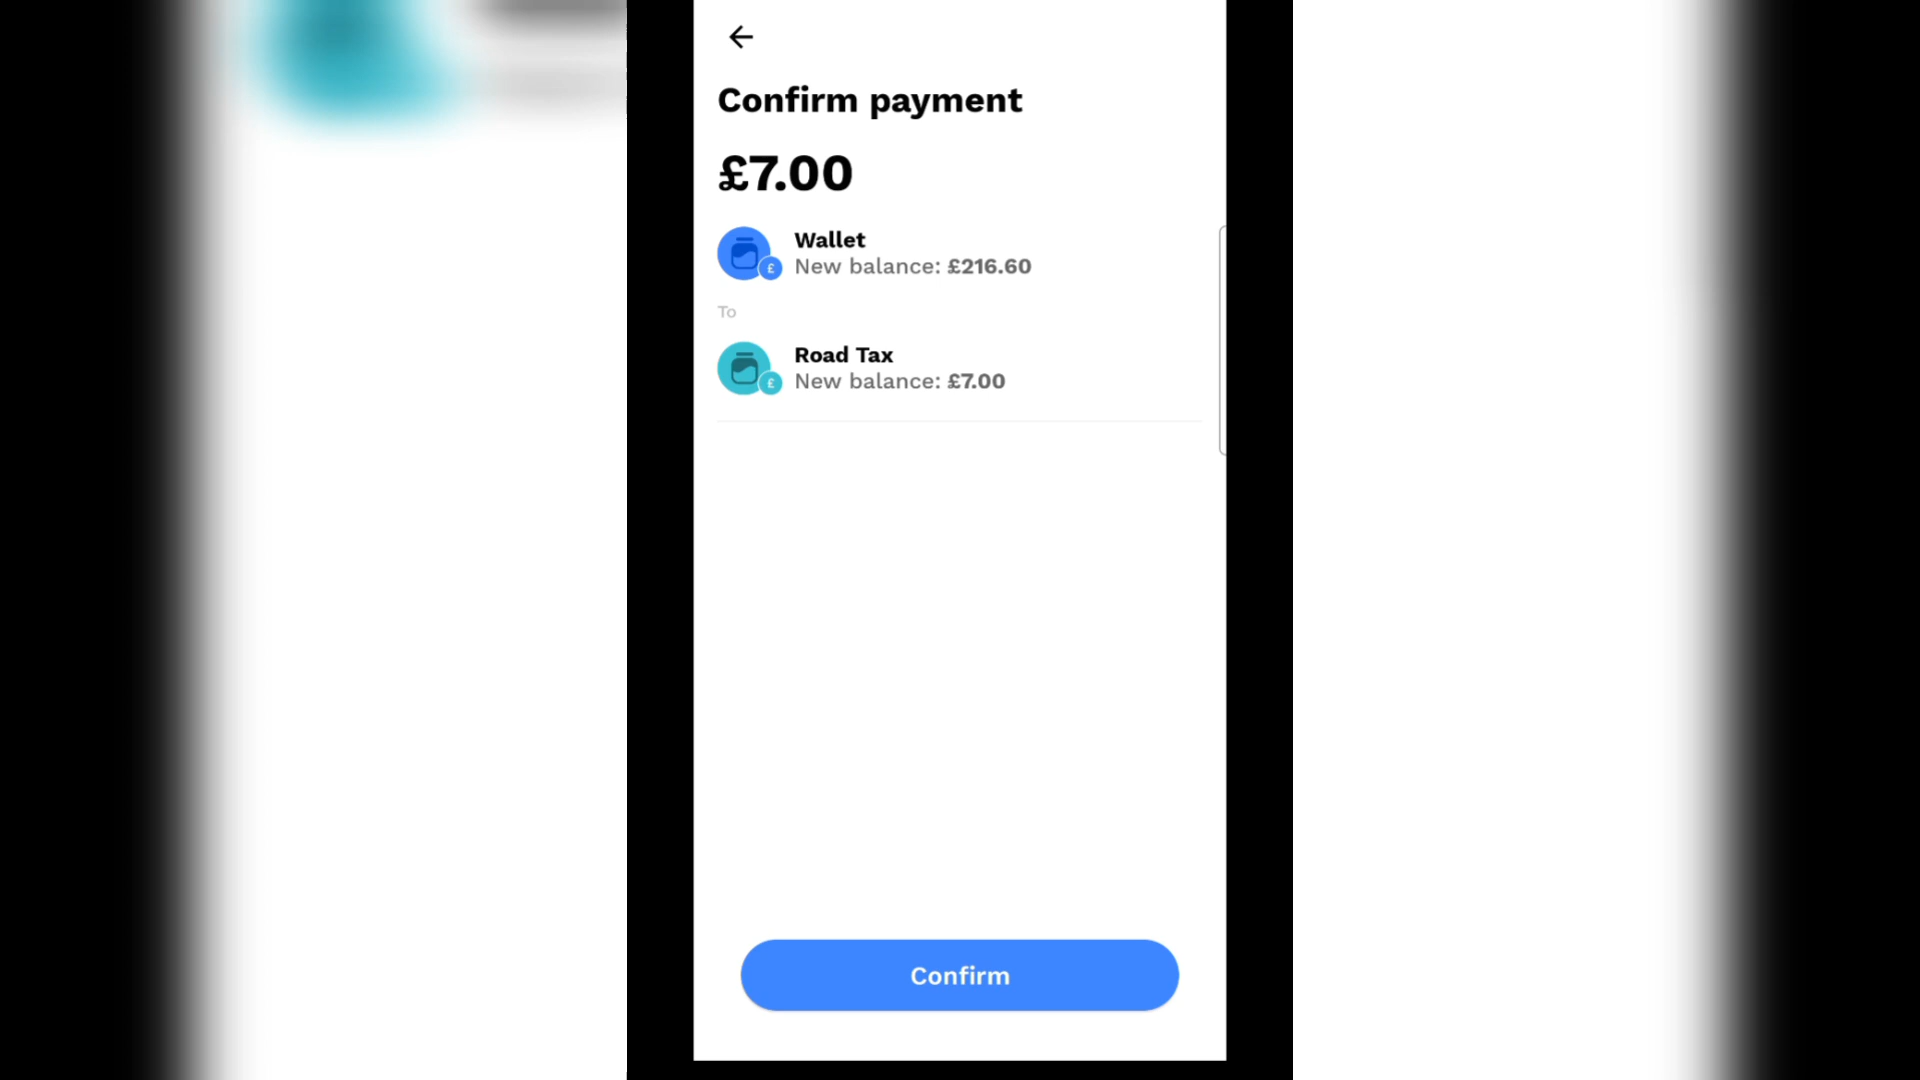 Confirm payment
£7.00
Wallet
£
New balance: £216.60
To
Road Tax
£
New balance: £7.00
Confirm